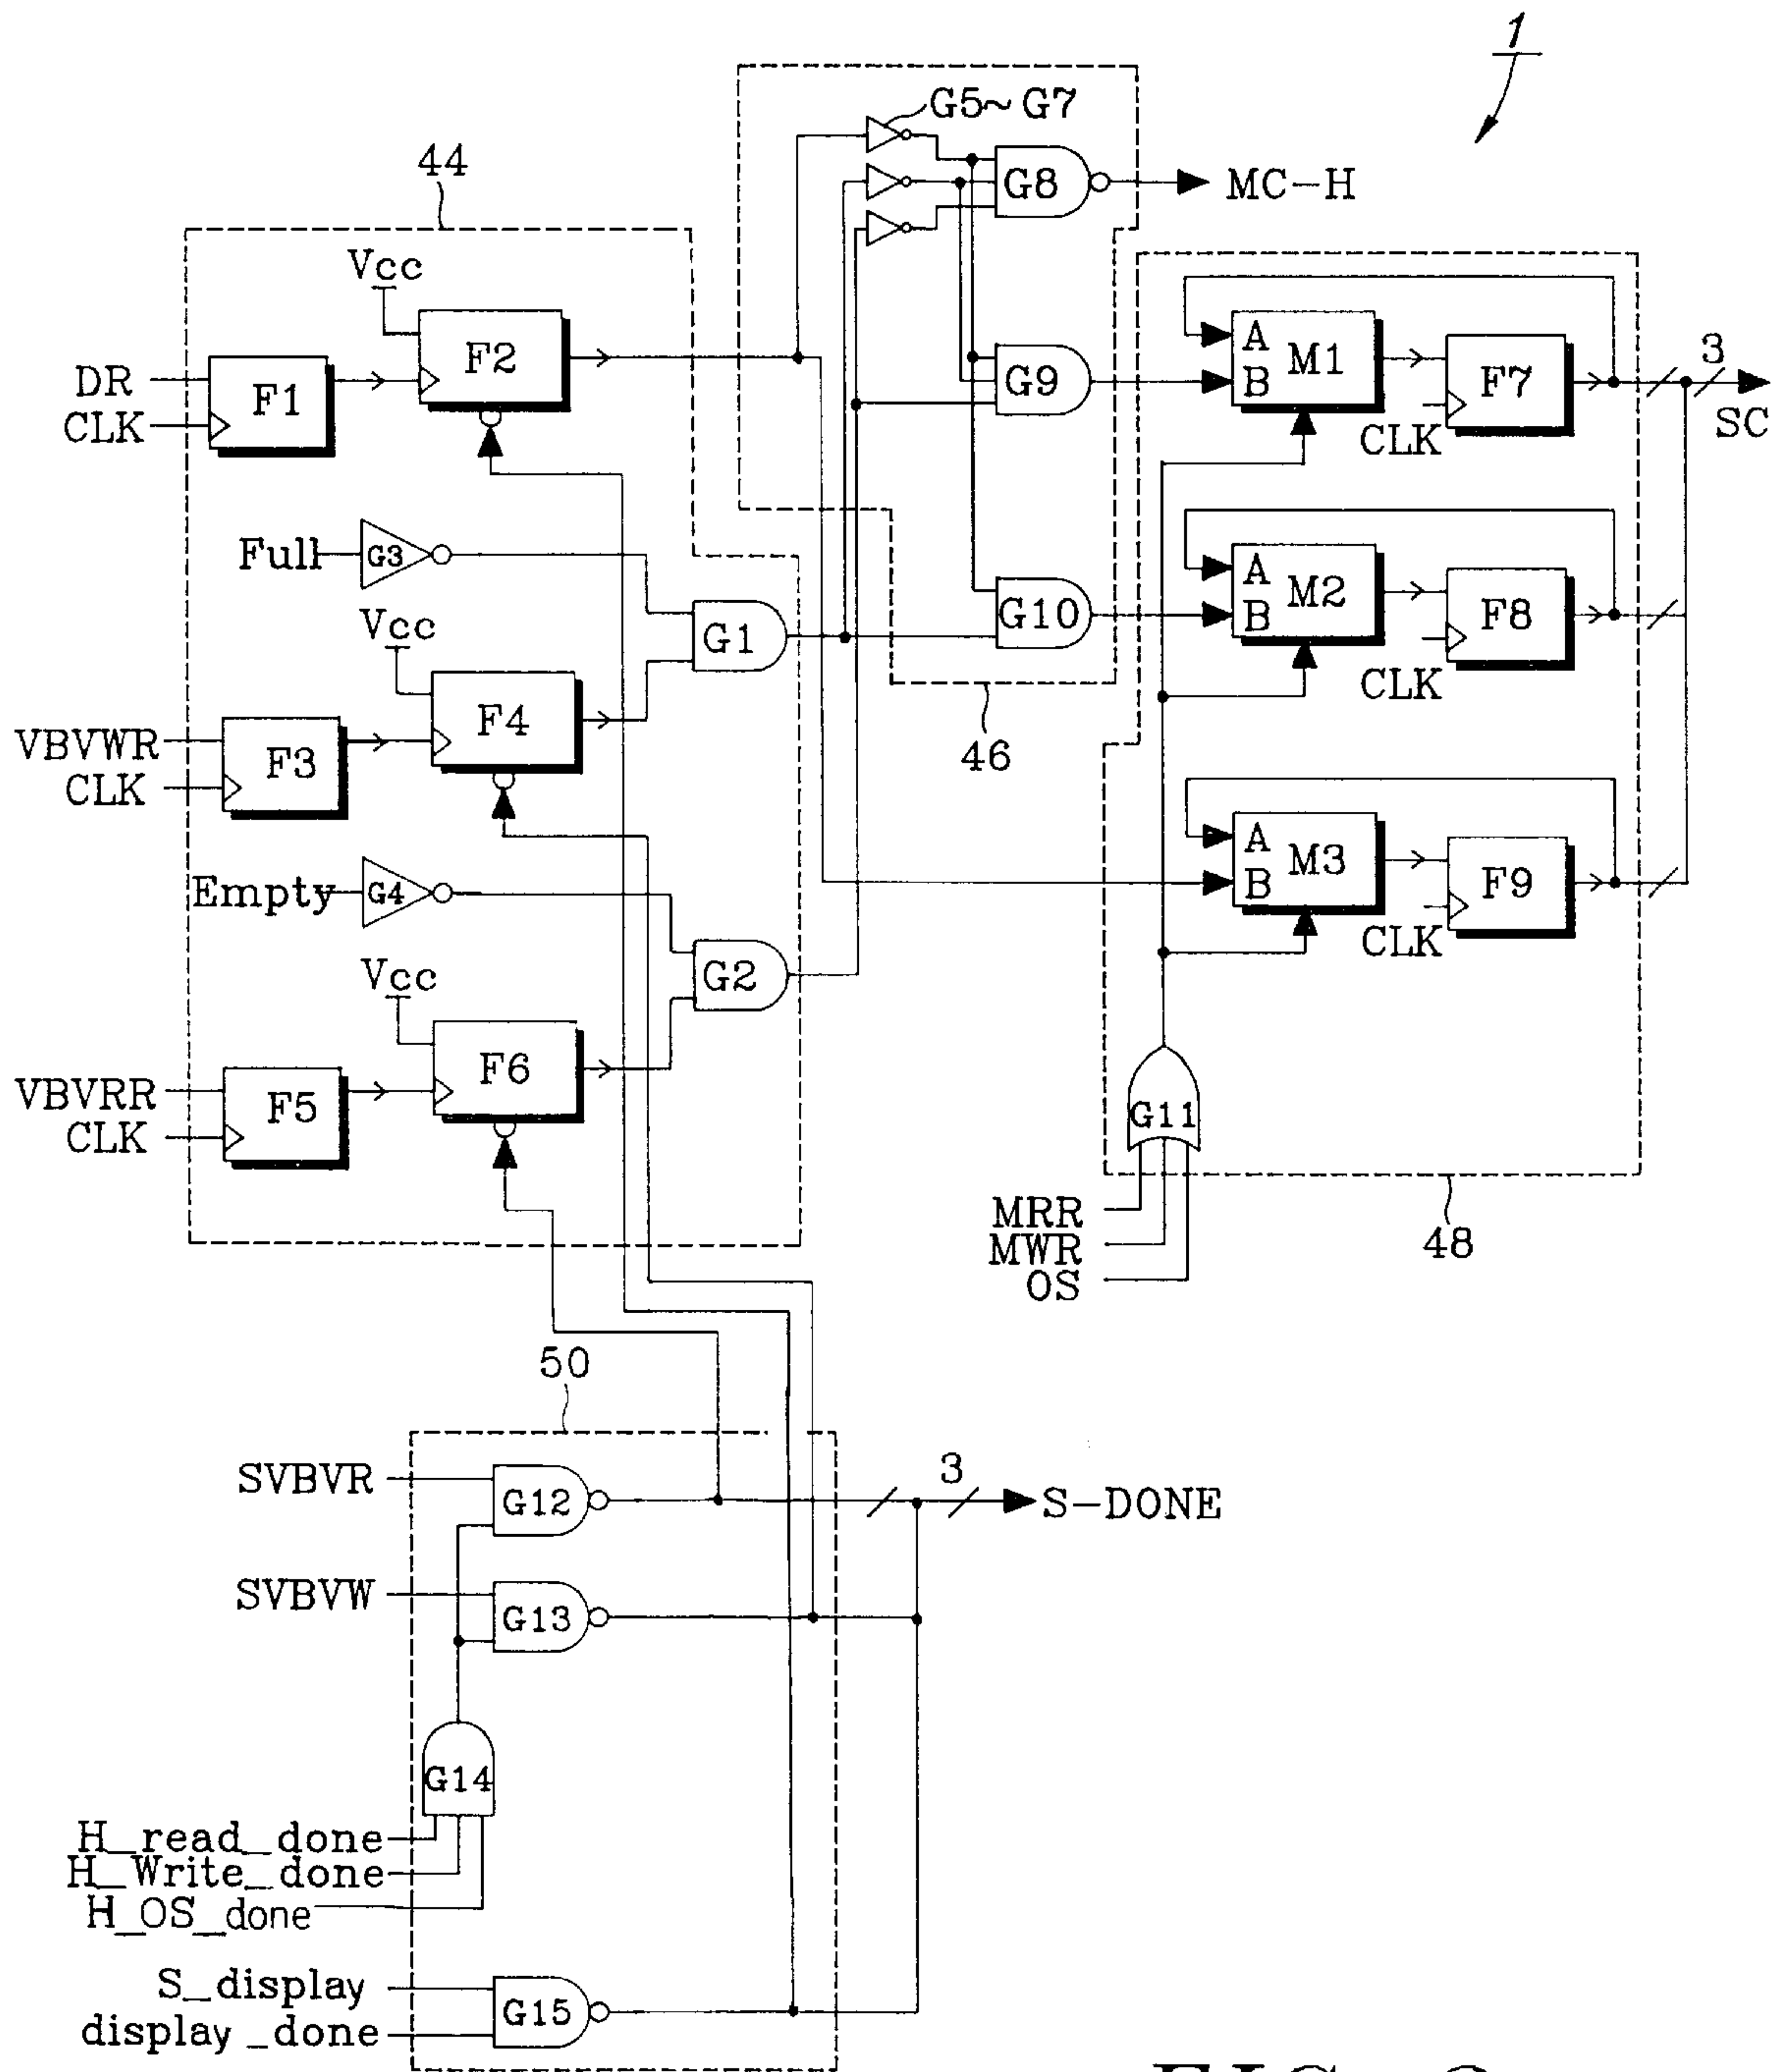 1
G5~G7
44
G8
MC-H
Vcc
F2
DR
CLK
F1
G9
A
B
M1
F7
CLK
3
SC
Full
G3
Vcc
G1
G10
A
B
M2
F8
CLK
46
F4
VBVWR
CLK
F3
A
B
M3
F9
CLK
Empty
G4
Vcc
G2
F6
VBVRR
CLK
F5
G11
MRR
MWR
OS
48
50
SVBVR
G12
3
S-DONE
SVBVW
G13
G14
H_read_done
H_Write_done
H_OS_done
S_display
display_done
G15